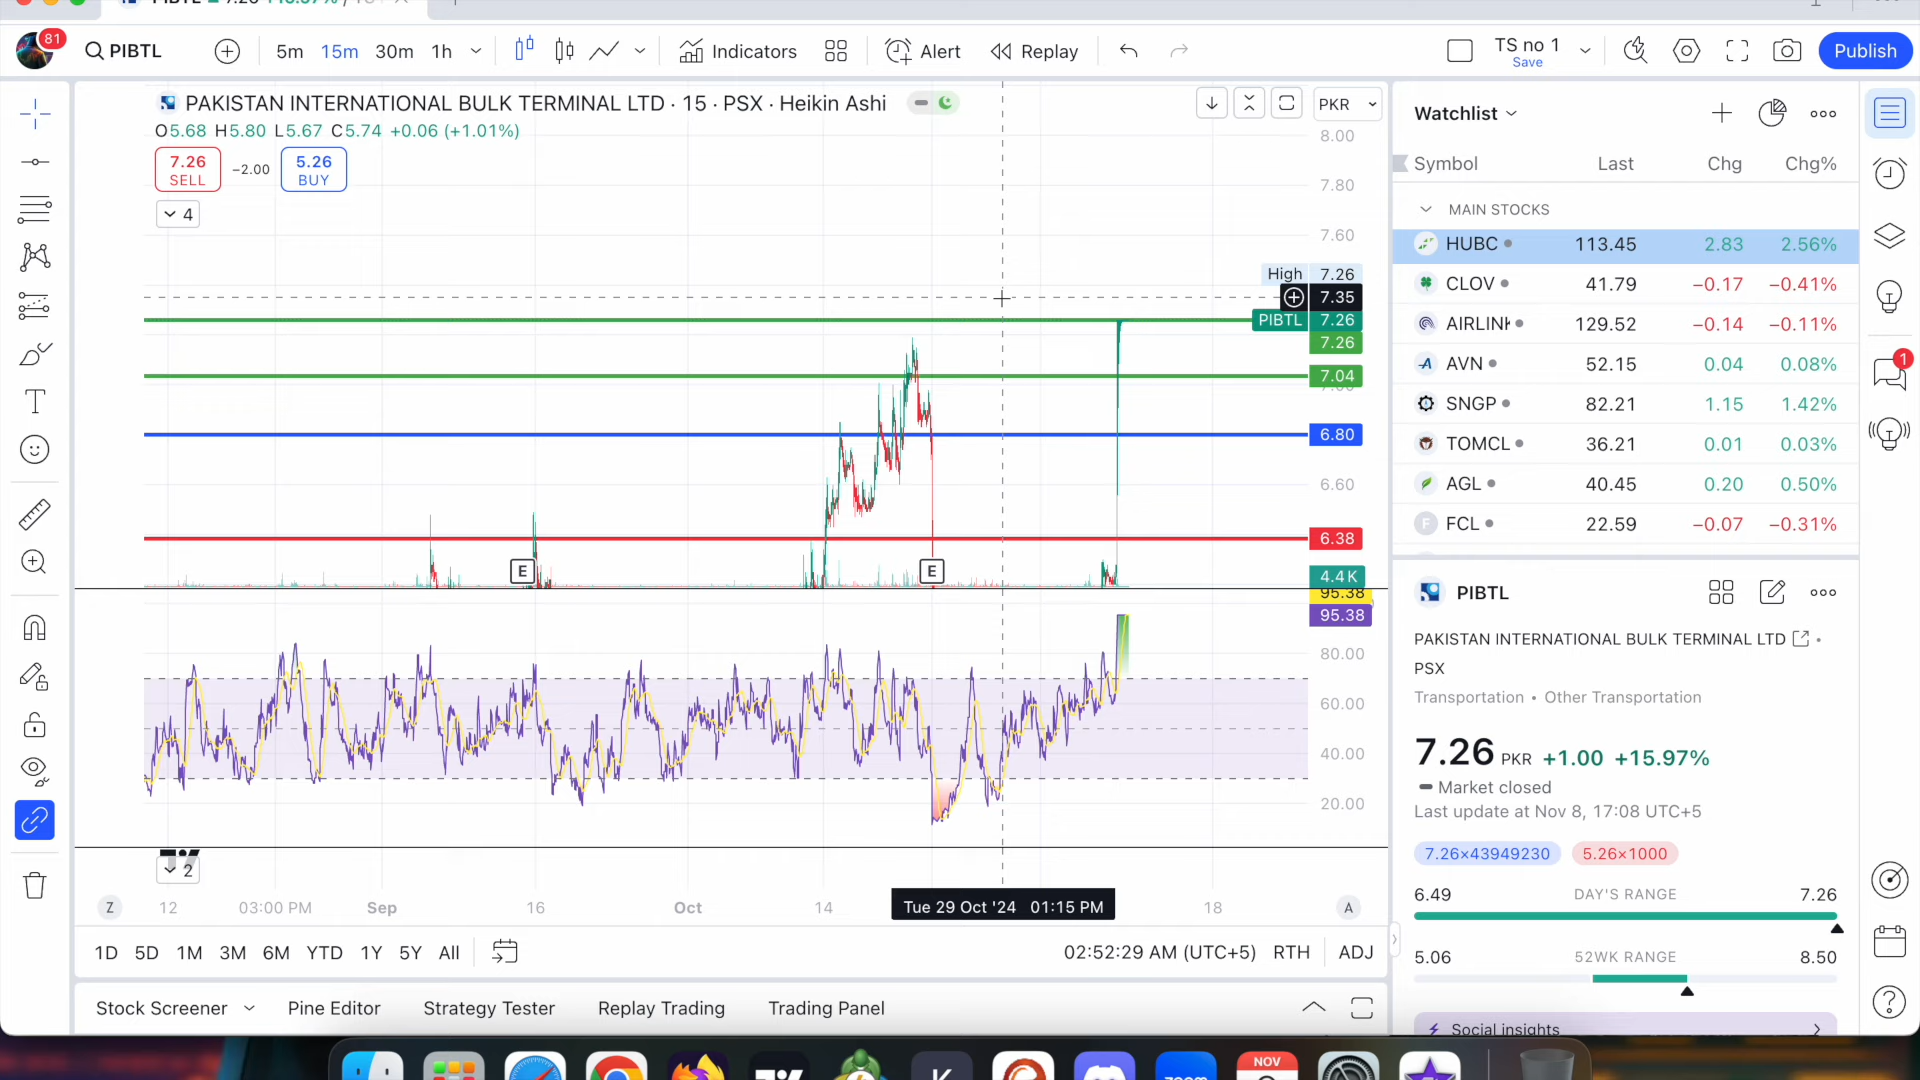 81
PIBTL
5m 15m 30m 1h
Indicators
Alert
Replay
TS no 1
Save
Publish
PAKISTAN INTERNATIONAL BULK TERMINAL LTD · 15 · PSX · Heikin Ashi
O5.68 H5.80 L5.67 C5.74 +0.06 (+1.01%)
7.26
SELL
−2.00
5.26
BUY
4
PKR
8.00
7.80
7.60
High 7.26
7.35
PIBTL 7.26
7.26
7.04
6.80
6.60
6.38
E
E
4.4 K
95.38
95.38
80.00
60.00
40.00
20.00
2
Z
12
03:00 PM
Sep
16
Oct
14
Tue 29 Oct '24 01:15 PM
18
A
1D 5D 1M 3M 6M YTD 1Y 5Y All
02:52:29 AM (UTC+5) RTH ADJ
Stock Screener
Pine Editor
Strategy Tester
Replay Trading
Trading Panel
Watchlist
Symbol Last Chg Chg%
MAIN STOCKS
HUBC 113.45 2.83 2.56%
CLOV 41.79 −0.17 −0.41%
AIRLINK 129.52 −0.14 −0.11%
AVN 52.15 0.04 0.08%
SNGP 82.21 1.15 1.42%
TOMCL 36.21 0.01 0.03%
AGL 40.45 0.20 0.50%
F FCL 22.59 −0.07 −0.31%
PIBTL
PAKISTAN INTERNATIONAL BULK TERMINAL LTD •
PSX
Transportation • Other Transportation
7.26 PKR +1.00 +15.97%
Market closed
Last update at Nov 8, 17:08 UTC+5
7.26×43949230
5.26×1000
6.49 DAY'S RANGE 7.26
5.06 52WK RANGE 8.50
Social insights
1
NOV
zoom